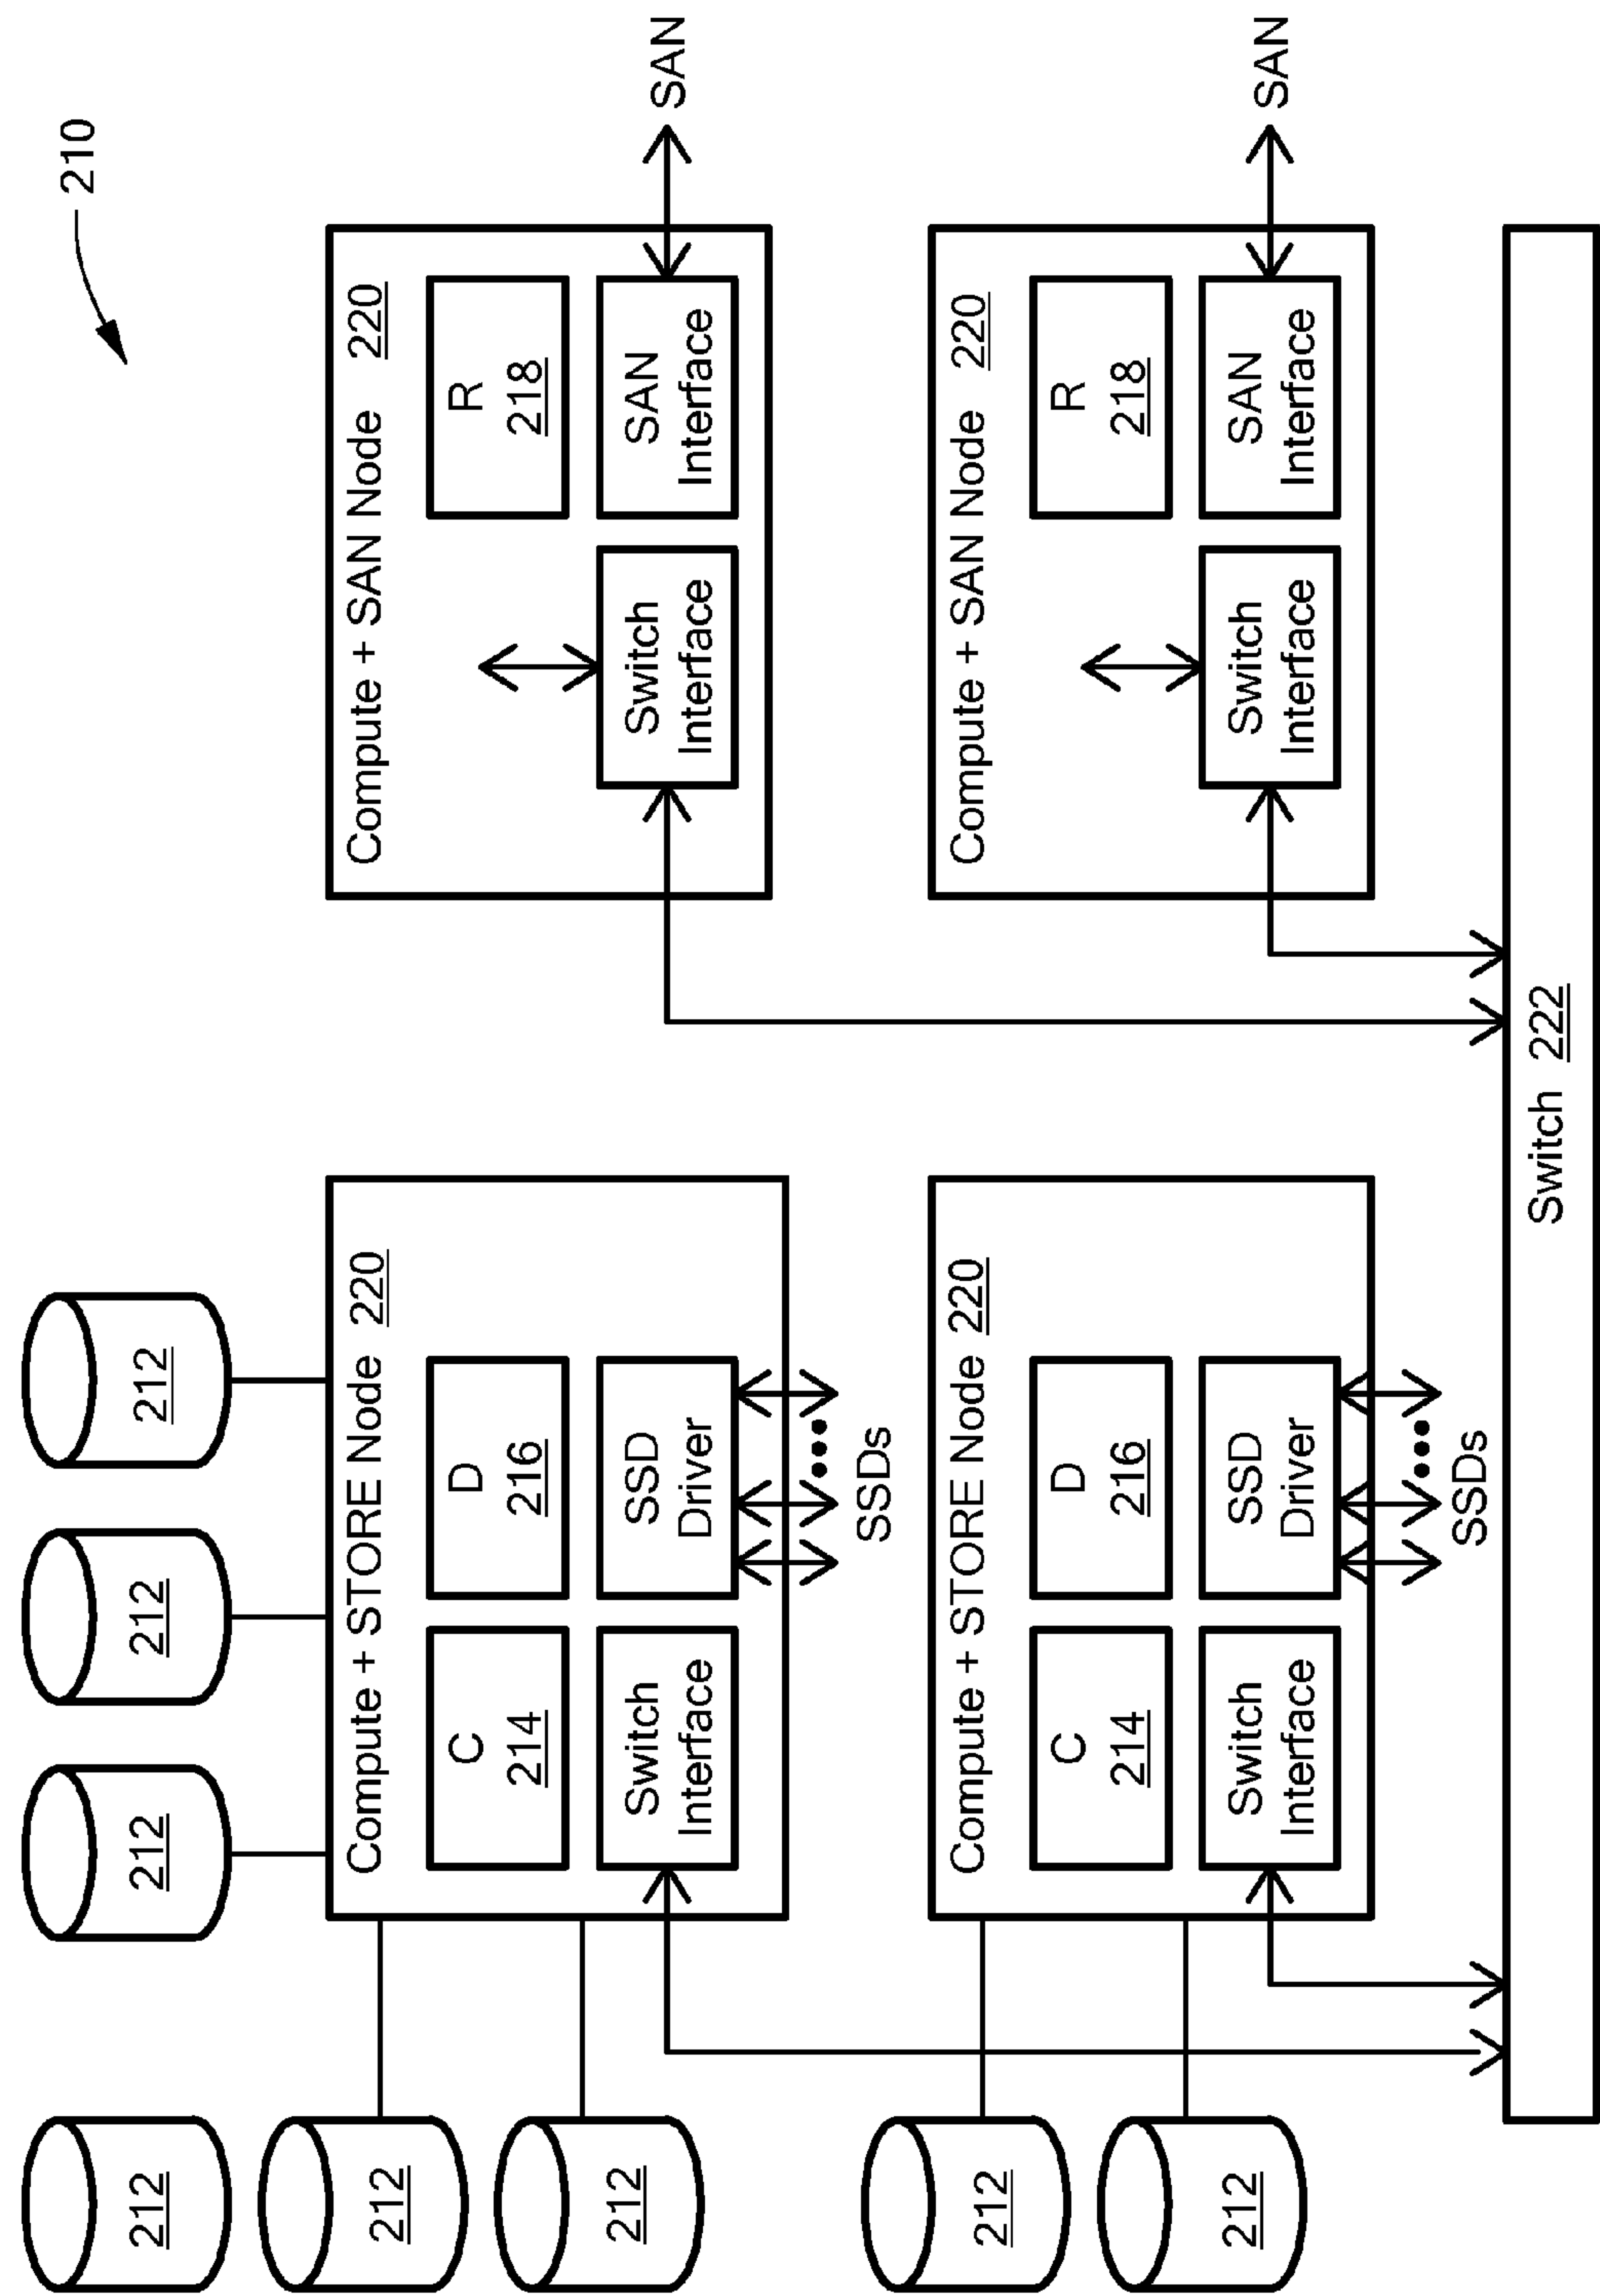 210
212
212
212
212
212
212
212
212
Compute + STORE Node 220
C
214
D
216
Switch
Interface
SSD
Driver
SSDs
Compute + SAN Node 220
R
218
Switch
Interface
SAN
Interface
SAN
Compute + STORE Node 220
C
214
D
216
Switch
Interface
SSD
Driver
SSDs
Compute + SAN Node 220
R
218
Switch
Interface
SAN
Interface
SAN
Switch 222